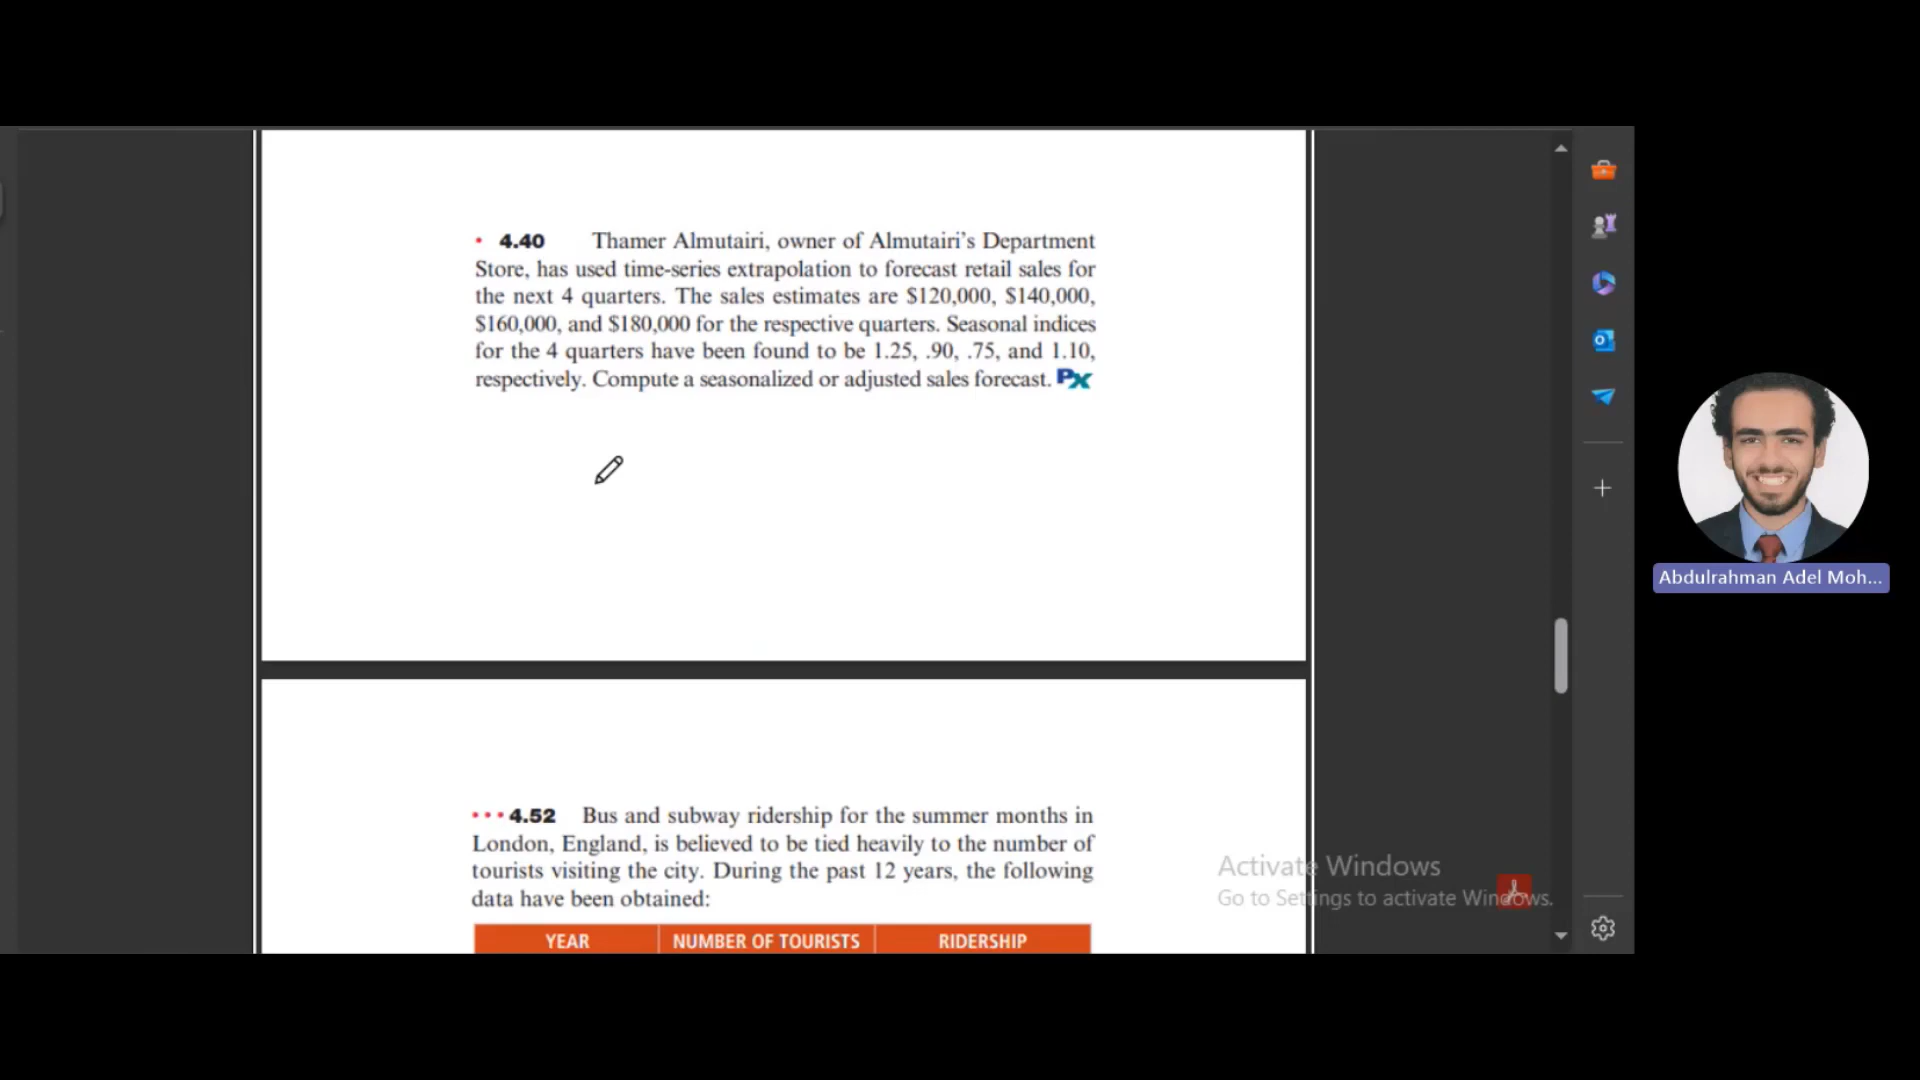 • 4.40 Thamer Almutairi, owner of Almutairi's Department
Store, has used time-series extrapolation to forecast retail sales for
the next 4 quarters. The sales estimates are $120,000, $140,000,
$160,000, and $180,000 for the respective quarters. Seasonal indices
for the 4 quarters have been found to be 1.25, .90, .75, and 1.10,
respectively. Compute a seasonalized or adjusted sales forecast. PX
• • • 4.52 Bus and subway ridership for the summer months in
London, England, is believed to be tied heavily to the number of
tourists visiting the city. During the past 12 years, the following
data have been obtained:
YEAR NUMBER OF TOURISTS RIDERSHIP
Activate Windows
Go to Settings to activate Windows.
Abdulrahman Adel Moh...